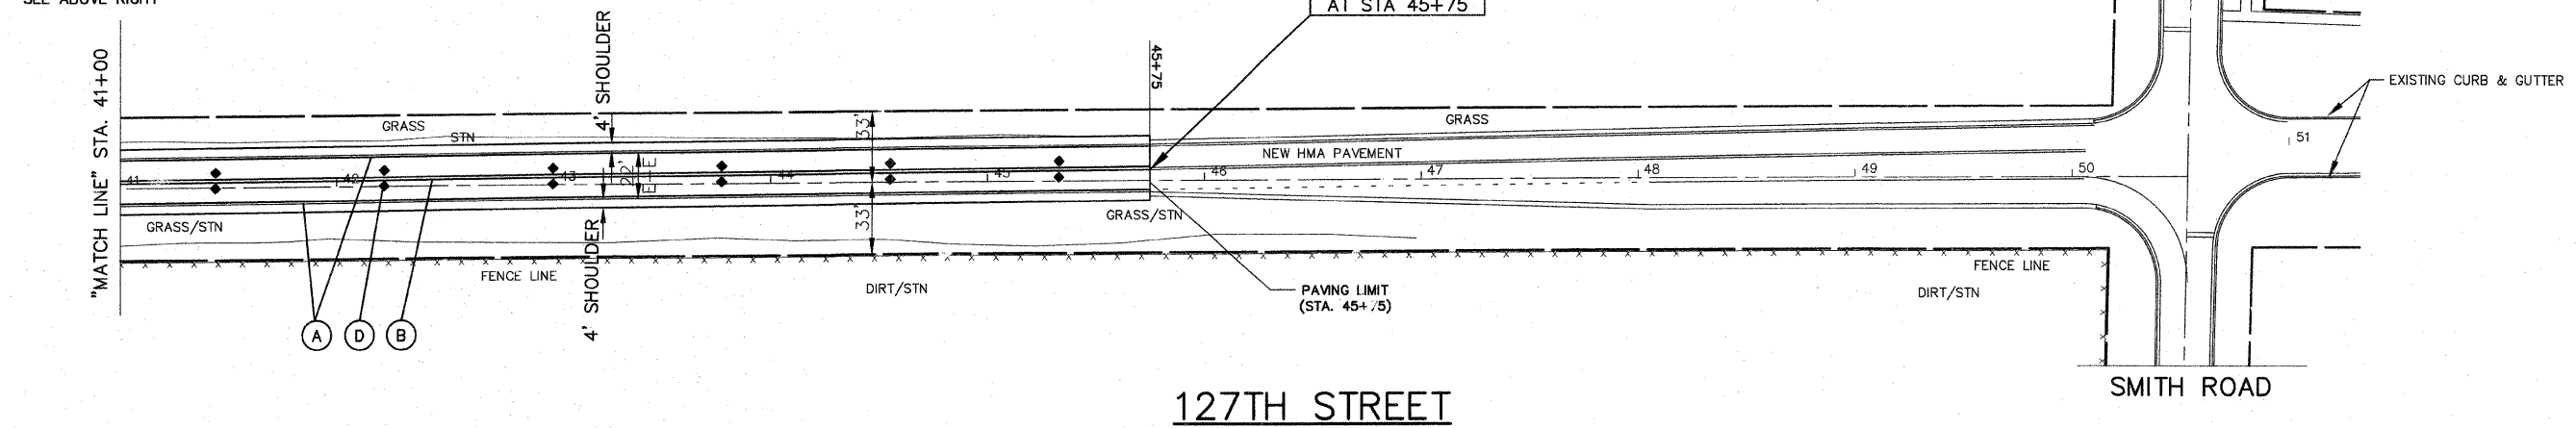 SEE ABOVE RIGHT
AT STA 45+75
"MATCH LINE" STA. 41+00
4' SHOULDER
45+75
EXISTING CURB & GUTTER
GRASS
STN
33'
GRASS
51
NEW HMA PAVEMENT
22'
E-E
41
42
43
44
45
46
47
48
49
50
GRASS/STN
33'
GRASS/STN
4' SHOULDER
FENCE LINE
DIRT/STN
PAVING LIMIT
(STA. 45+75)
FENCE LINE
DIRT/STN
A
D
B
SMITH ROAD
127TH STREET